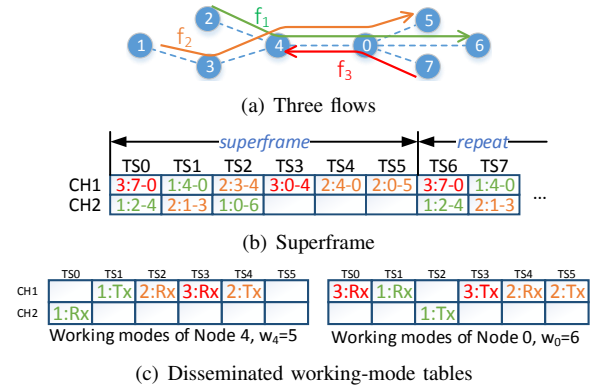 2 f₁ 5
1 f₂ 4 0 6
3 f₃ 7
(a) Three flows
superframe repeat
TS0 TS1 TS2 TS3 TS4 TS5 TS6 TS7
CH1 3:7-0 1:4-0 2:3-4 3:0-4 2:4-0 2:0-5 3:7-0 1:4-0
CH2 1:2-4 2:1-3 1:0-6 1:2-4 2:1-3 ...
(b) Superframe
TS0 TS1 TS2 TS3 TS4 TS5 TS0 TS1 TS2 TS3 TS4 TS5
CH1 1:Tx 2:Rx 3:Rx 2:Tx 3:Rx 1:Rx 3:Tx 2:Rx 2:Tx
CH2 1:Rx 1:Tx
Working modes of Node 4, w₄=5 Working modes of Node 0, w₀=6
(c) Disseminated working-mode tables